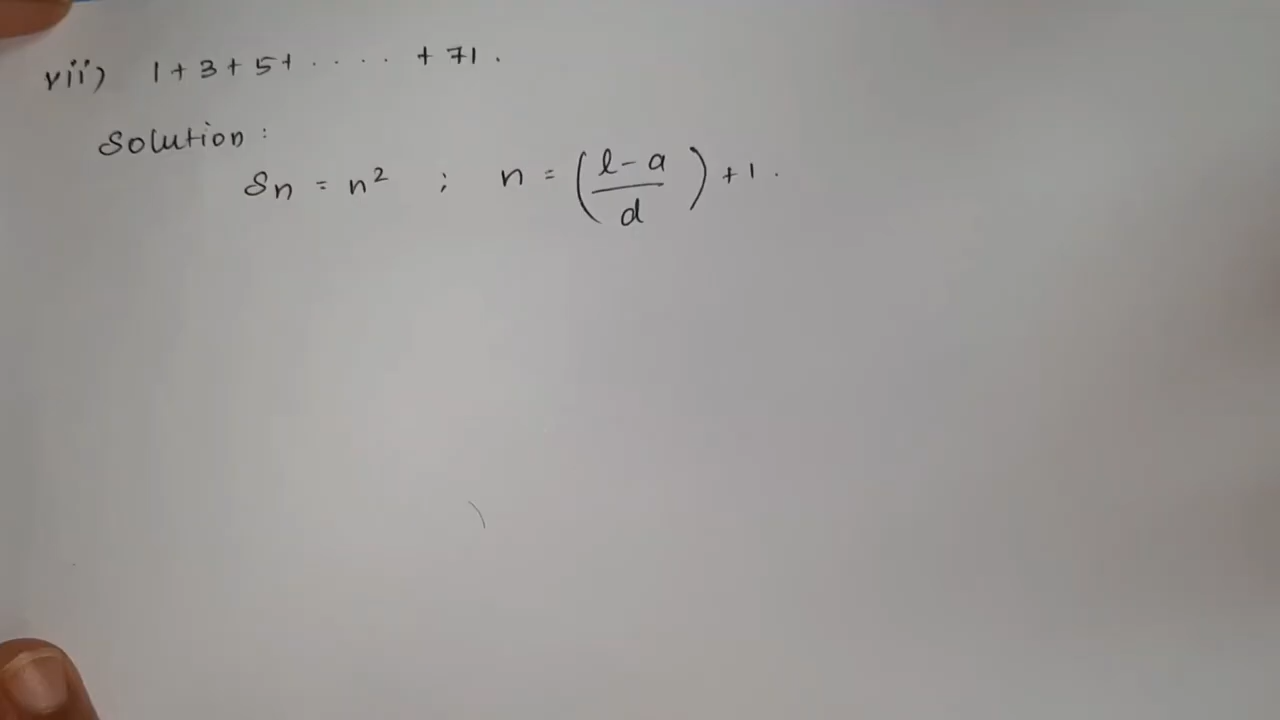 vii) 1 + 3 + 5 + ..... + 71.
Solution:
Sn = n² ; n = (l - a / d) + 1.